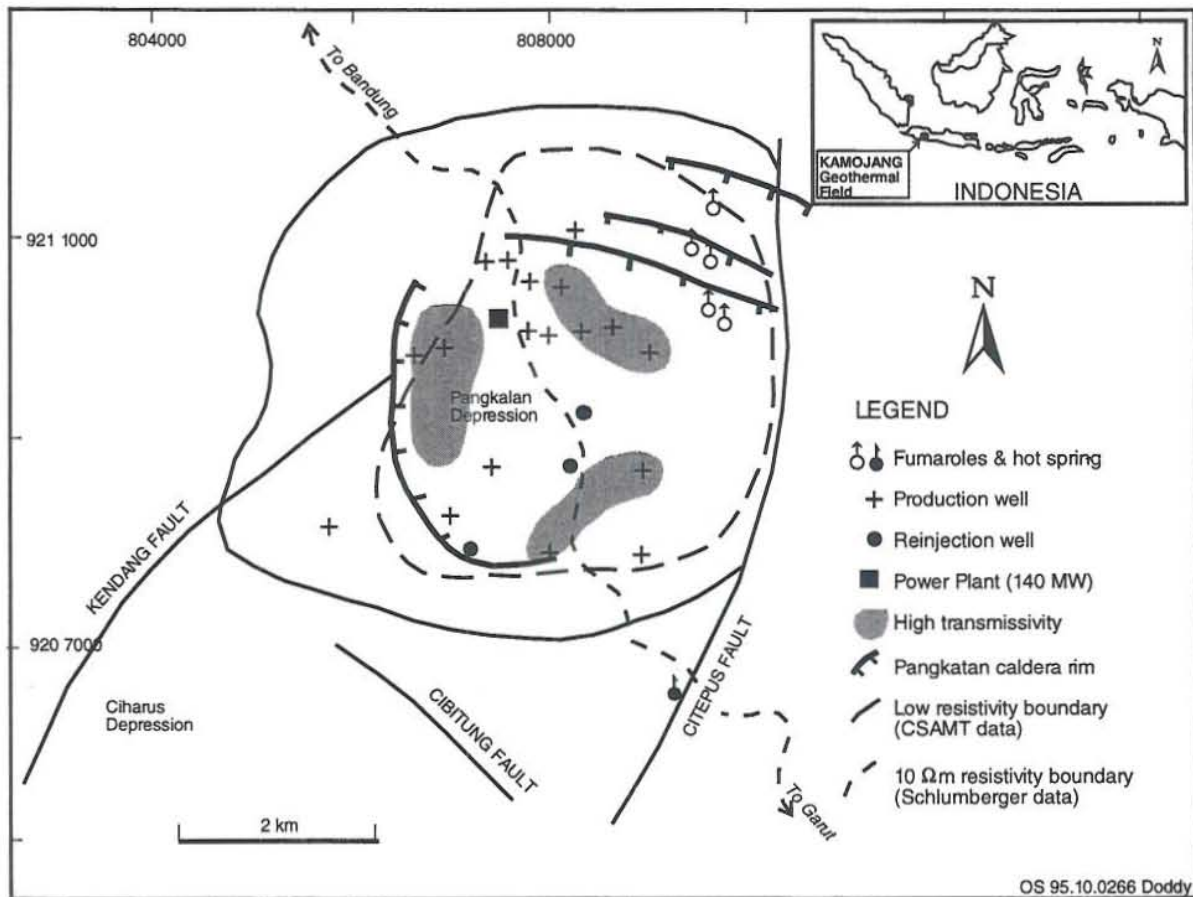 804000
808000
To Bandung
N
KAMOJANG
Geothermal
Field
INDONESIA
921 1000
N
Pangkalan
Depression
KENDANG FAULT
LEGEND
Fumaroles & hot spring
Production well
Reinjection well
Power Plant (140 MW)
High transmissivity
Pangkatan caldera rim
Low resistivity boundary
(CSAMT data)
10 Ωm resistivity boundary
(Schlumberger data)
920 7000
Ciharus
Depression
CIBITUNG FAULT
CITEPUS FAULT
To Garut
2 km
OS 95.10.0266 Doddy